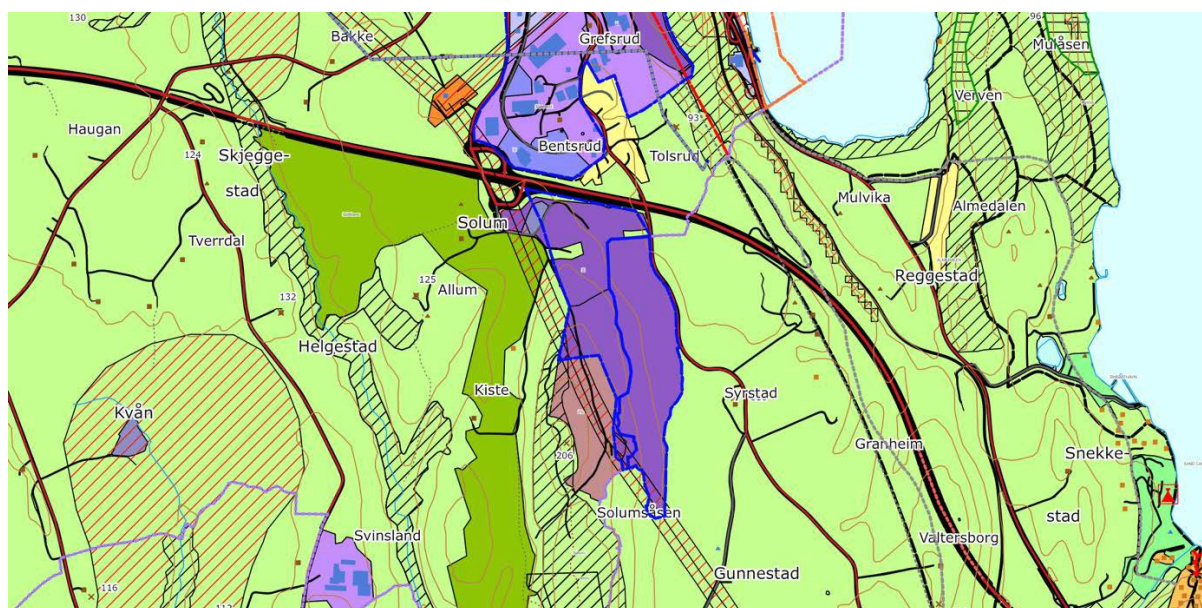 130
96
Bakke
Grefsrud
Mulåsen
Verven
93
Haugan
124
Skjegge-
stad
Bentsrud
Tolsrud
Mulvika
Almedalen
Solum
Tverrdal
125
Allum
Reggestad
132
Helgestad
Kiste
Syrstad
Kvån
206
Granheim
Snekke-
stad
Solumsåsen
Svinsland
Valtersborg
Gunnestad
116
112